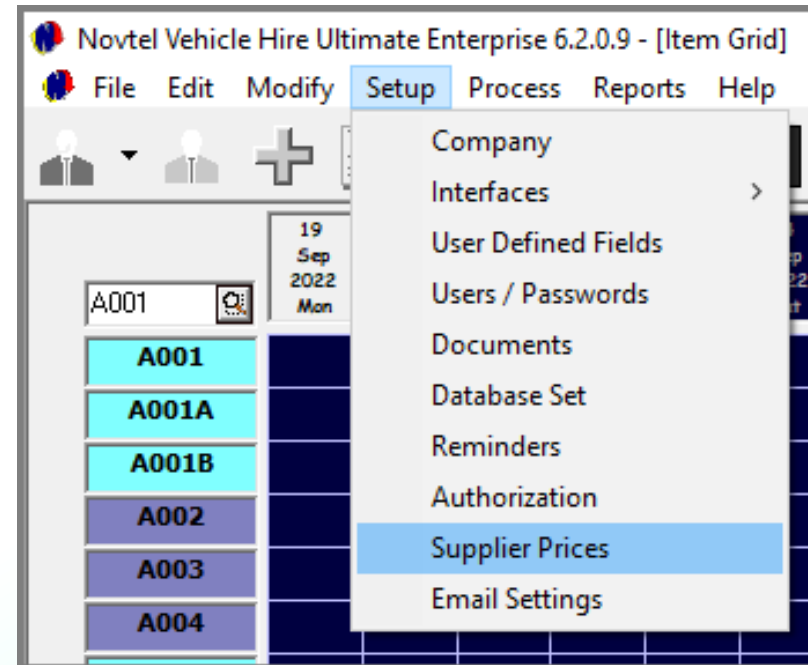 Novtel Vehicle Hire Ultimate Enterprise 6.2.0.9 - [Item Grid]
File Edit Modify Setup Process Reports Help
Company
Interfaces
User Defined Fields
Users / Passwords
Documents
Database Set
Reminders
Authorization
Supplier Prices
Email Settings
19
Sep
2022
Mon
A001
A001
A001A
A001B
A002
A003
A004